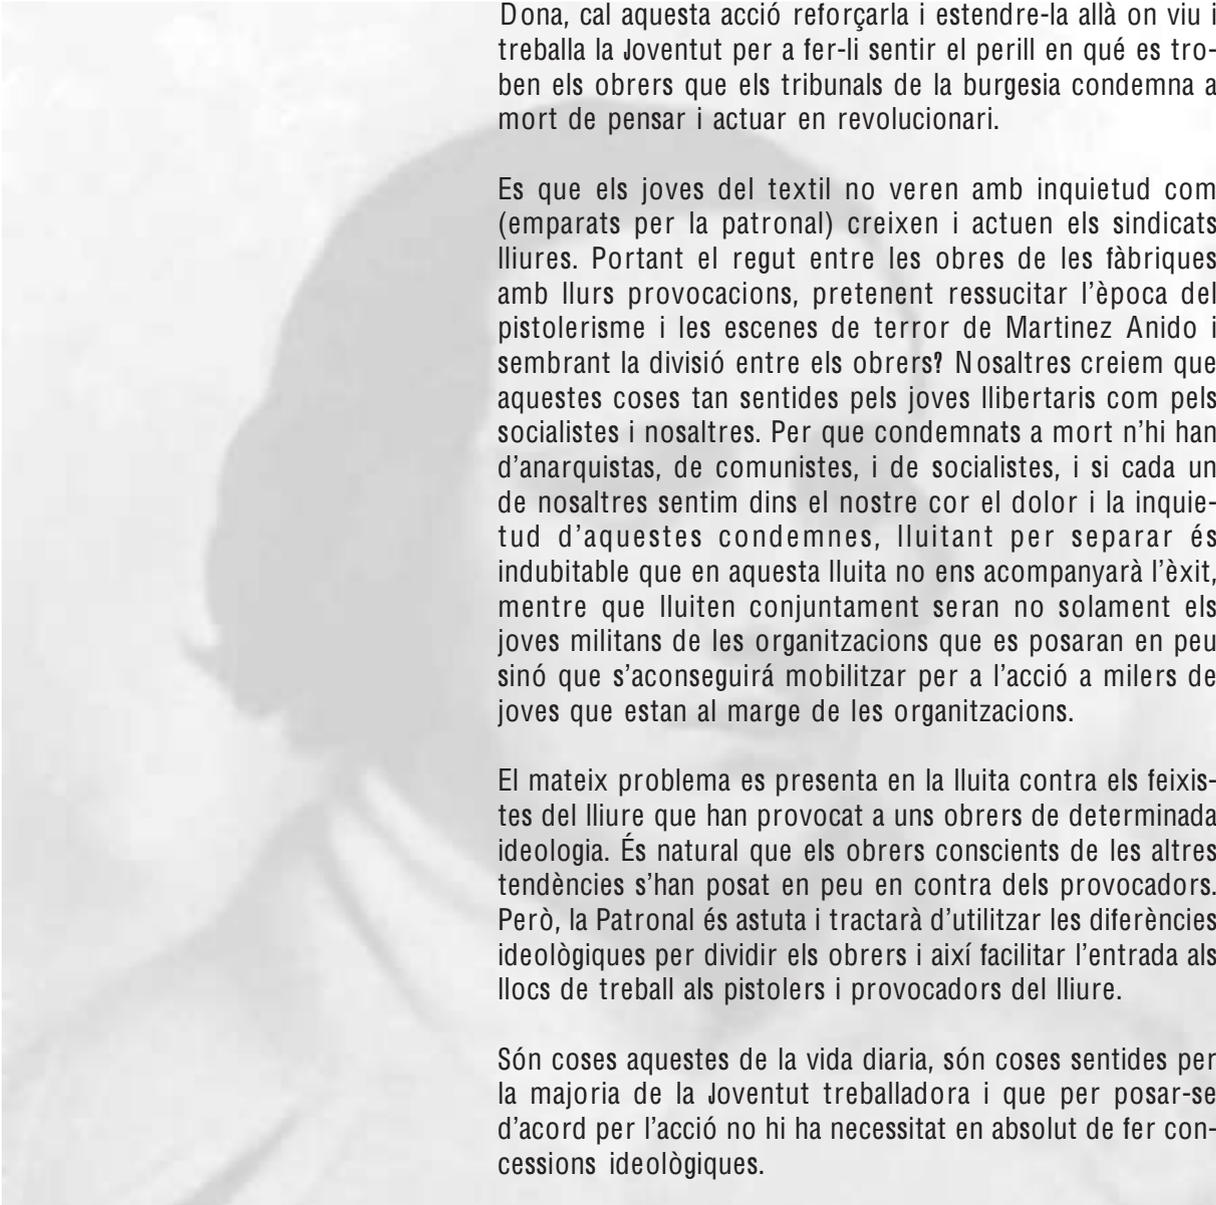 Dona, cal aquesta acció reforçarla i estendre-la allà on viu i
treballa la Joventut per a fer-li sentir el perill en qué es tro-
ben els obrers que els tribunals de la burgesia condemna a
mort de pensar i actuar en revolucionari.
Es que els joves del textil no veren amb inquietud com
(emparats per la patronal) creixen i actuen els sindicats
lliures. Portant el regut entre les obres de les fàbriques
amb llurs provocacions, pretenent ressucitar l'època del
pistolerisme i les escenes de terror de Martinez Anido i
sembrant la divisió entre els obrers? Nosaltres creiem que
aquestes coses tan sentides pels joves llibertaris com pels
socialistes i nosaltres. Per que condemnats a mort n'hi han
d'anarquistas, de comunistes, i de socialistes, i si cada un
de nosaltres sentim dins el nostre cor el dolor i la inquie-
tud d'aquestes condemnes, lluitant per separar és
indubitable que en aquesta lluita no ens acompanyarà l'èxit,
mentre que lluiten conjuntament seran no solament els
joves militans de les organitzacions que es posaran en peu
sinó que s'aconseguirá mobilitzar per a l'acció a milers de
joves que estan al marge de les organitzacions.
El mateix problema es presenta en la lluita contra els feixis-
tes del lliure que han provocat a uns obrers de determinada
ideologia. És natural que els obrers conscients de les altres
tendències s'han posat en peu en contra dels provocadors.
Però, la Patronal és astuta i tractarà d'utilitzar les diferències
ideològiques per dividir els obrers i així facilitar l'entrada als
llocs de treball als pistolers i provocadors del lliure.
Són coses aquestes de la vida diaria, són coses sentides per
la majoria de la Joventut treballadora i que per posar-se
d'acord per l'acció no hi ha necessitat en absolut de fer con-
cessions ideològiques.